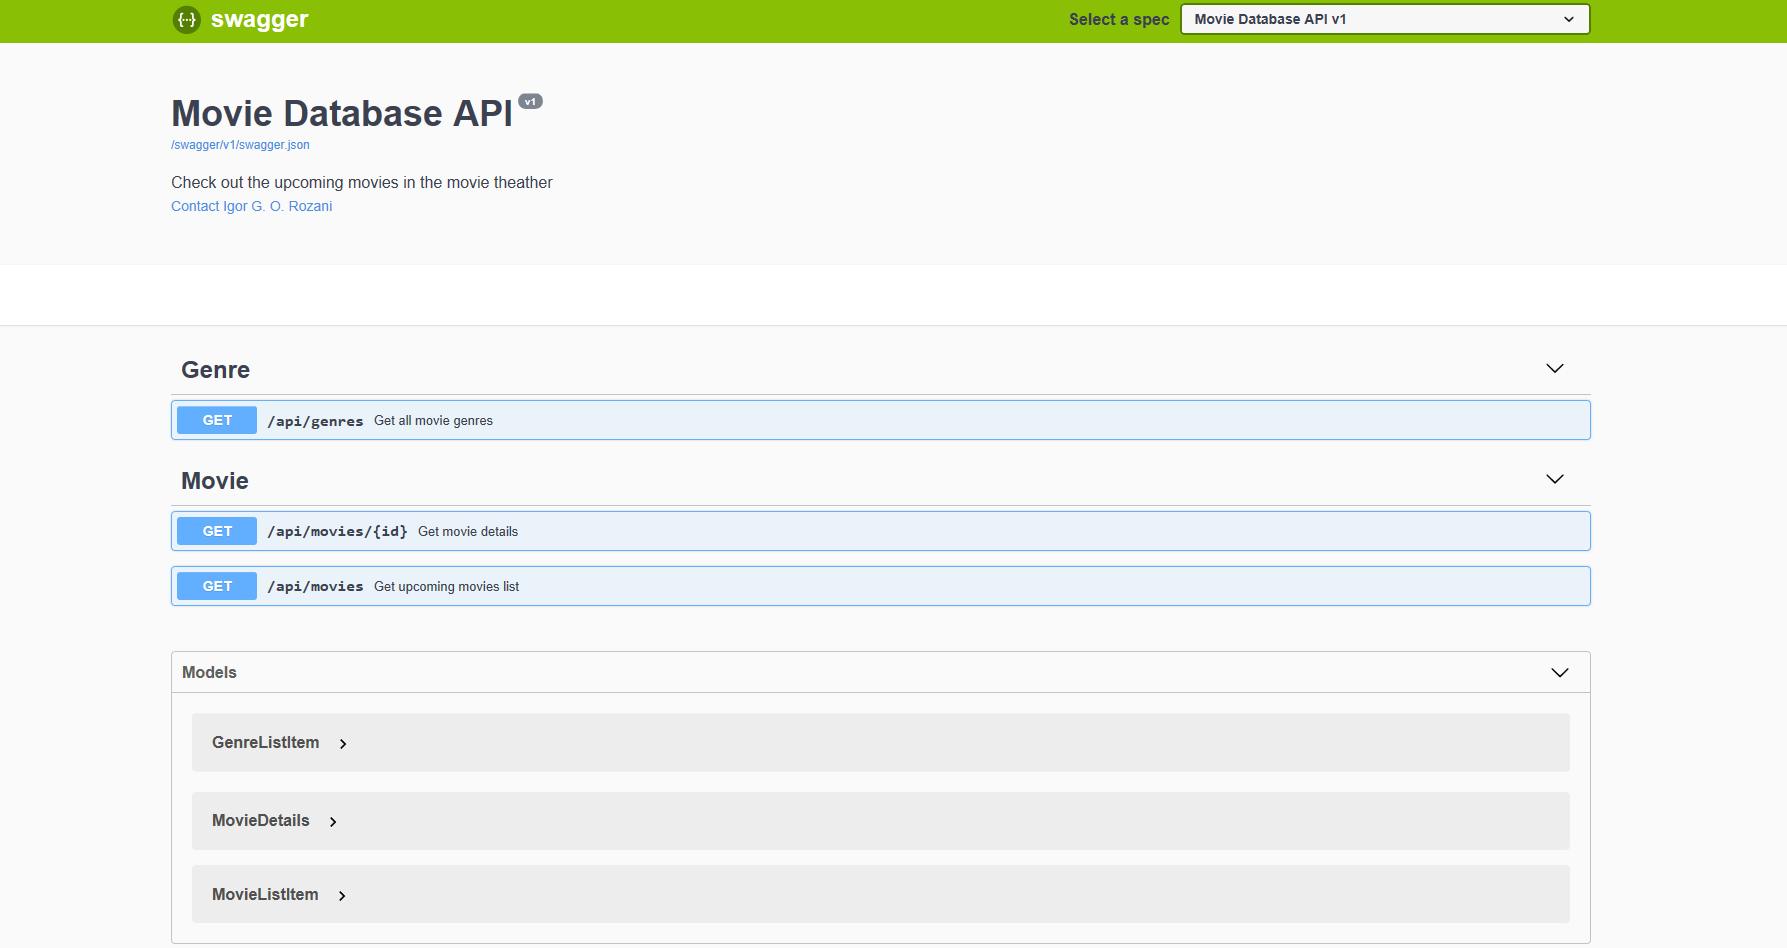 {...} swagger
Select a spec
Movie Database API v1
Movie Database API v1
/swagger/v1/swagger.json
Check out the upcoming movies in the movie theather
Contact Igor G. O. Rozani
Genre
GET /api/genres Get all movie genres
Movie
GET /api/movies/{id} Get movie details
GET /api/movies Get upcoming movies list
Models
GenreListItem
MovieDetails
MovieListItem